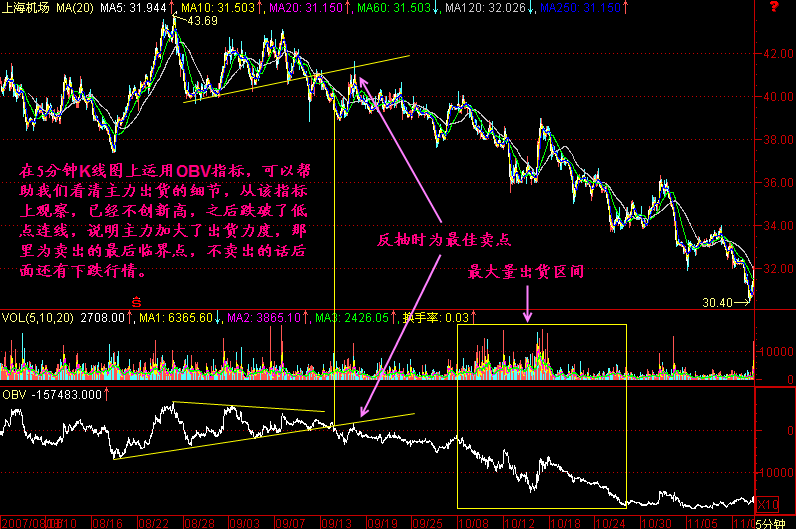 上海机场 MA(20) MA5: 31.944↑ MA10: 31.503↑ MA20: 31.150↑ MA60: 31.503↓ MA120: 32.026↓ MA250: 31.150↑ ?
43.69
42.00
40.00
38.00
在5分钟K线图上运用OBV指标，可以帮
助我们看清主力出货的细节，从该指标
36.00
上观察，已经不创新高，之后跌破了低
点连线，说明主力加大了出货力度，那
34.00
里为卖出的最后临界点，不卖出的话后
面还有下跌行情。
反抽时为最佳卖点
最大量出货区间
32.00
30.40
VOL(5,10,20) 2708.00↑ MA1: 6365.60↓ MA2: 3865.10↑ MA3: 2426.05↑ 换手率: 0.03↑
10000
0
OBV -157483.000↑
0
10000
X10
2007/08 08/10 08/16 08/22 08/28 09/03 09/07 09/13 09/19 09/25 10/08 10/12 10/18 10/24 10/30 11/05 5分钟